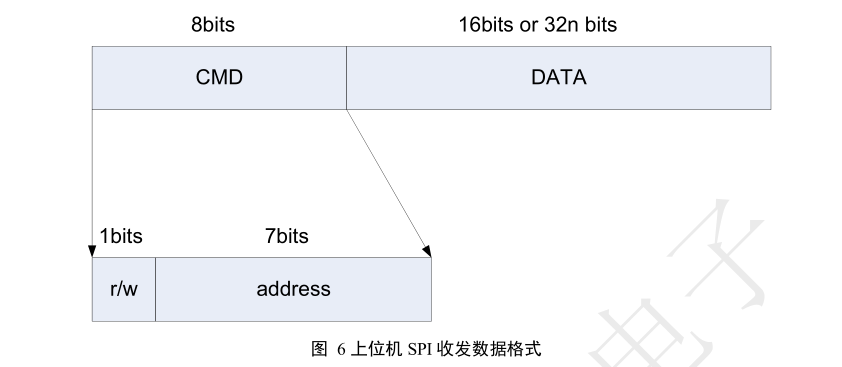 8bits 16bits or 32n bits
CMD DATA
1bits 7bits
r/w address
图 6 上位机 SPI 收发数据格式
电子